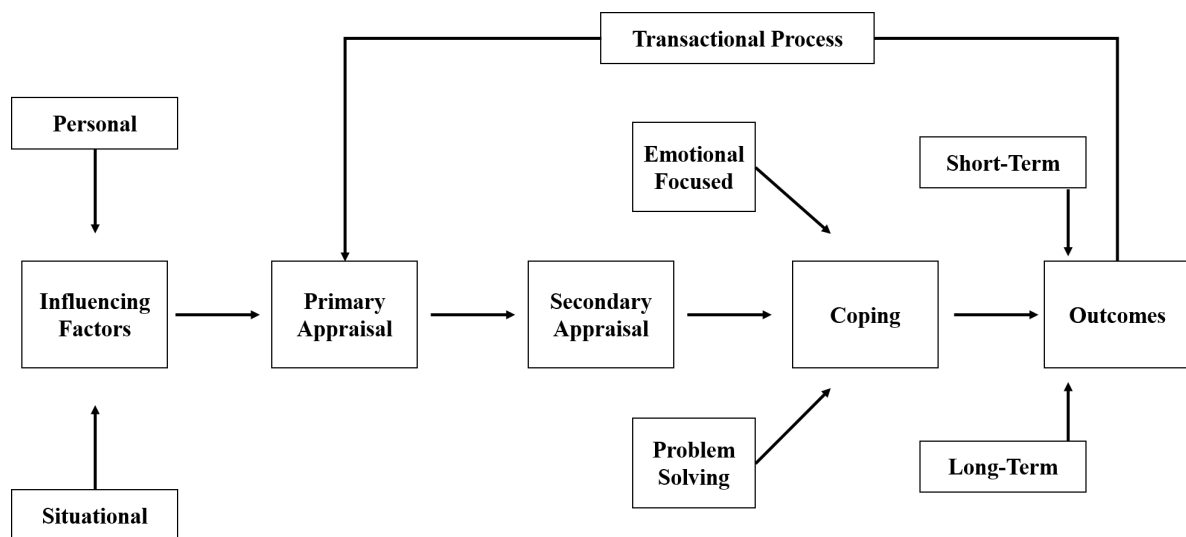 Transactional Process
Personal
Emotional
Focused
Short-Term
Influencing
Factors
Primary
Appraisal
Secondary
Appraisal
Coping
Outcomes
Problem
Solving
Long-Term
Situational